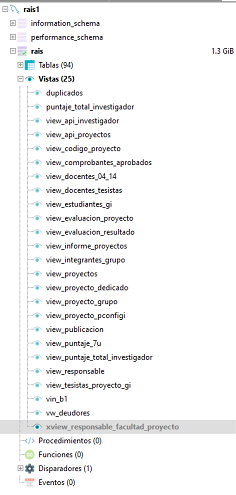 rais1
information_schema
performance_schema
rais 1.3 GiB
Tablas (94)
Vistas (25)
duplicados
puntaje_total_investigador
view_api_investigador
view_api_proyectos
view_codigo_proyecto
view_comprobantes_aprobados
view_docentes_04_14
view_docentes_tesistas
view_estudiantes_gi
view_evaluacion_proyecto
view_evaluacion_resultado
view_informe_proyectos
view_integrantes_grupo
view_proyectos
view_proyecto_dedicado
view_proyecto_grupo
view_proyecto_pconfigi
view_publicacion
view_puntaje_7u
view_puntaje_total_investigador
view_responsable
view_tesistas_proyecto_gi
vin_b1
vw_deudores
xview_responsable_facultad_proyecto
Procedimientos (0)
Funciones (0)
Disparadores (1)
Eventos (0)